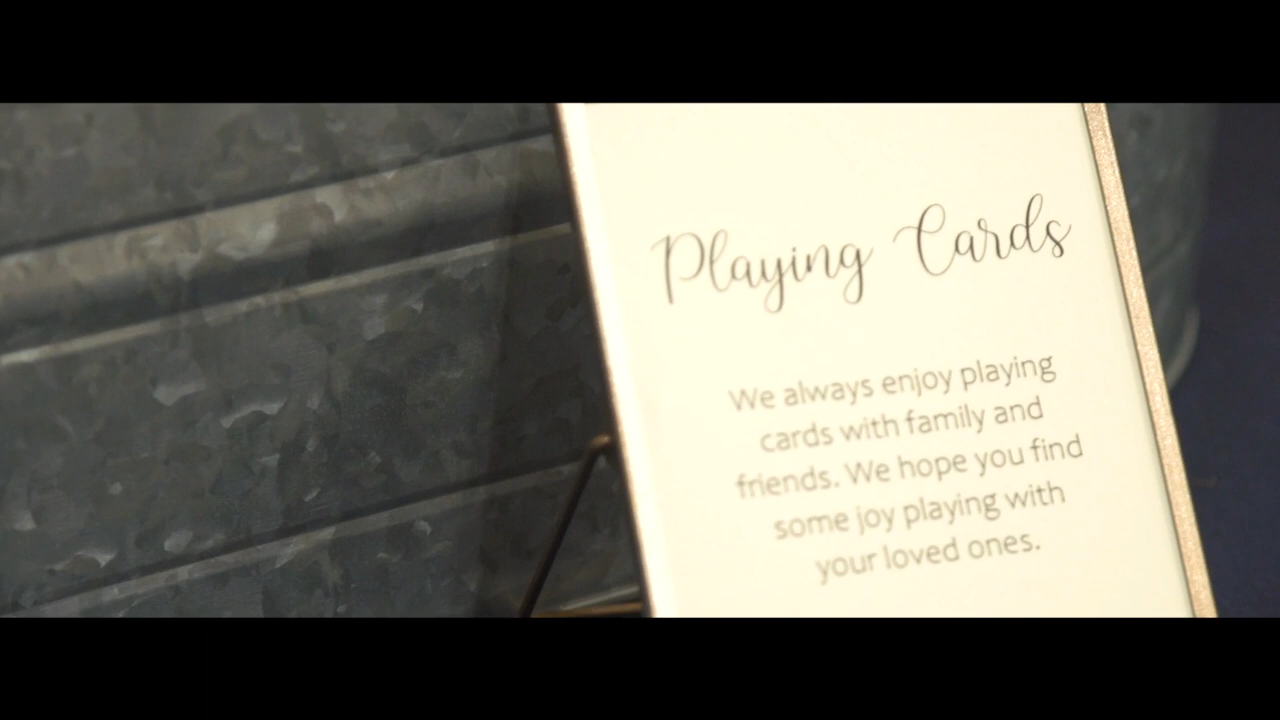 Playing Cards
We always enjoy playing
cards with family and
friends. We hope you find
some joy playing with
your loved ones.